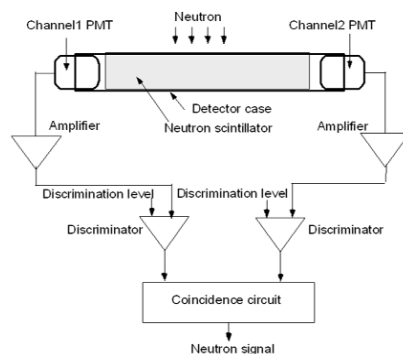 Neutron
Channel1 PMT
Channel2 PMT
Detector case
Neutron scintillator
Amplifier
Amplifier
Discrimination level
Discrimination level
Discriminator
Discriminator
Coincidence circuit
Neutron signal